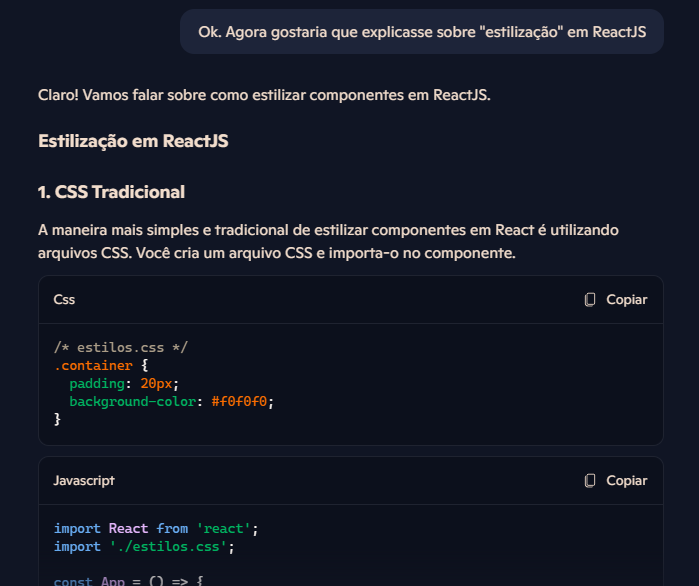 Ok. Agora gostaria que explicasse sobre "estilização" em ReactJS
Claro! Vamos falar sobre como estilizar componentes em ReactJS.
Estilização em ReactJS
1. CSS Tradicional
A maneira mais simples e tradicional de estilizar componentes em React é utilizando
arquivos CSS. Você cria um arquivo CSS e importa-o no componente.
Css
Copiar
/* estilos.css */
.container {
  padding: 20px;
  background-color: #f0f0f0;
}
Javascript
Copiar
import React from 'react';
import './estilos.css';
const App = () => {